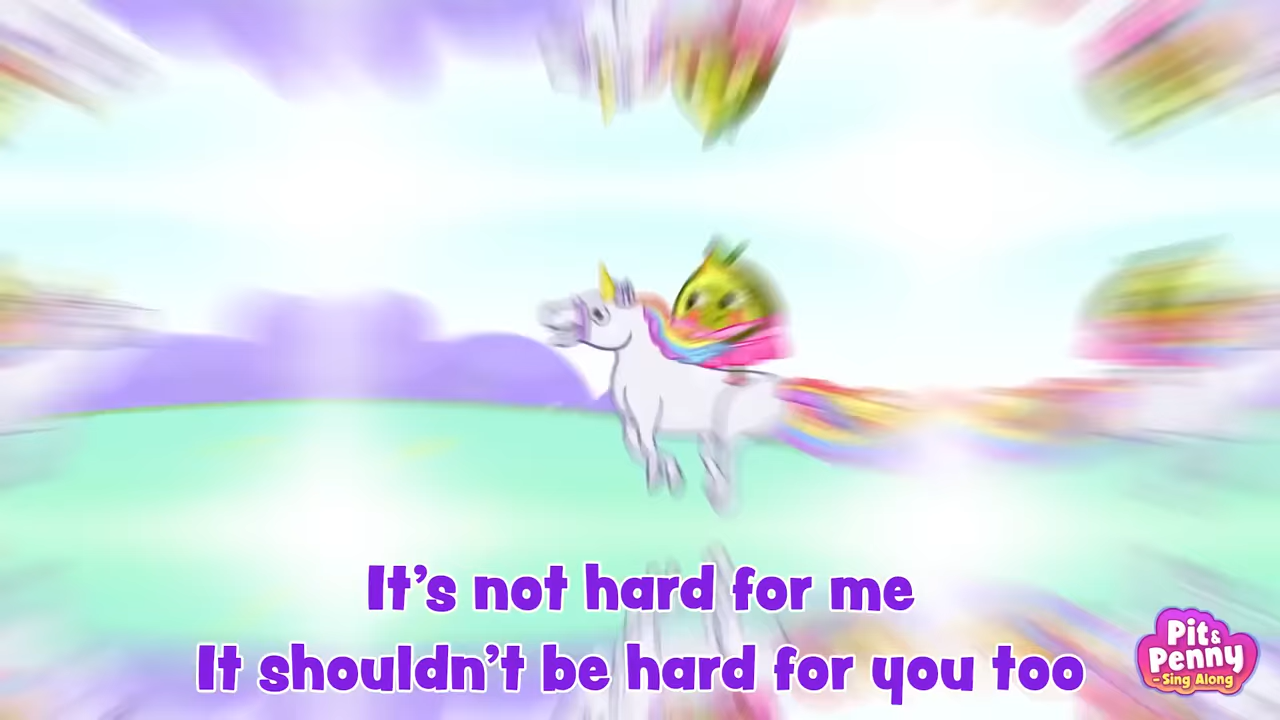 It's not hard for me
It shouldn't be hard for you too
Pit &
Penny
- Sing Along